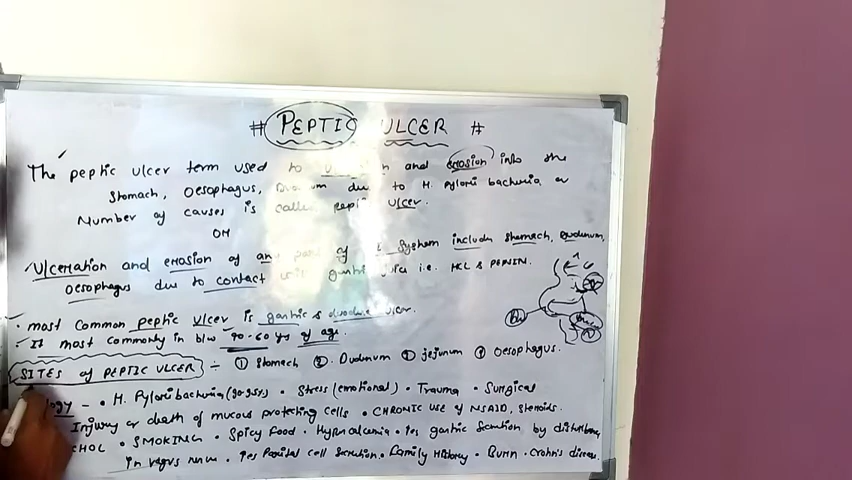 # PEPTIC ULCER #
The peptic ulcer term used to and erosion into the
stomach, Oesophagus, due to H. Pylori bacteria or
Number of causes is called peptic ulcer.
OR
Ulceration and erosion of any part of System include stomach, Duodenum,
oesophagus due to contact with gastric juice i.e. HCL & PEPSIN.
most common peptic ulcer is gastric & ulcer.
It most commonly in b/w 40-60 yrs of age.
SITES of PEPTIC ULCER ÷ ① Stomach ② Duodenum ③ jejunum ④ Oesophagus.
- • H. Pylori bacteria • Stress (emotional) • Trauma • Surgical
Injury or death of mucous protecting cells • CHRONIC USE of NSAID, Steroids.
• SMOKING • Spicy Food • • ↑es gastric secretion by
in vagus nerve • ↑es Parietal cell secretion • family History • Burn • Crohn's disease.